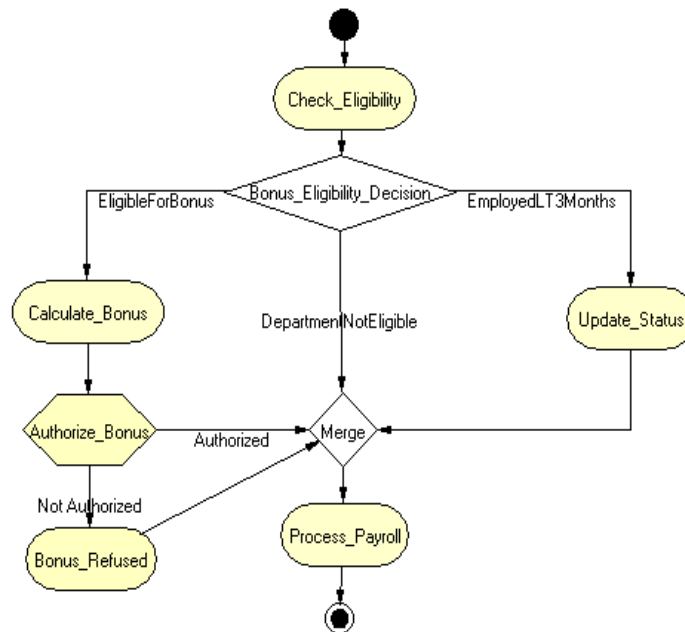 Check_Eligibility
Bonus_Eligibility_Decision
EligibleForBonus
EmployedLT3Months
Calculate_Bonus
DepartmentNotEligible
Update_Status
Authorize_Bonus
Authorized
Merge
Not Authorized
Bonus_Refused
Process_Payroll